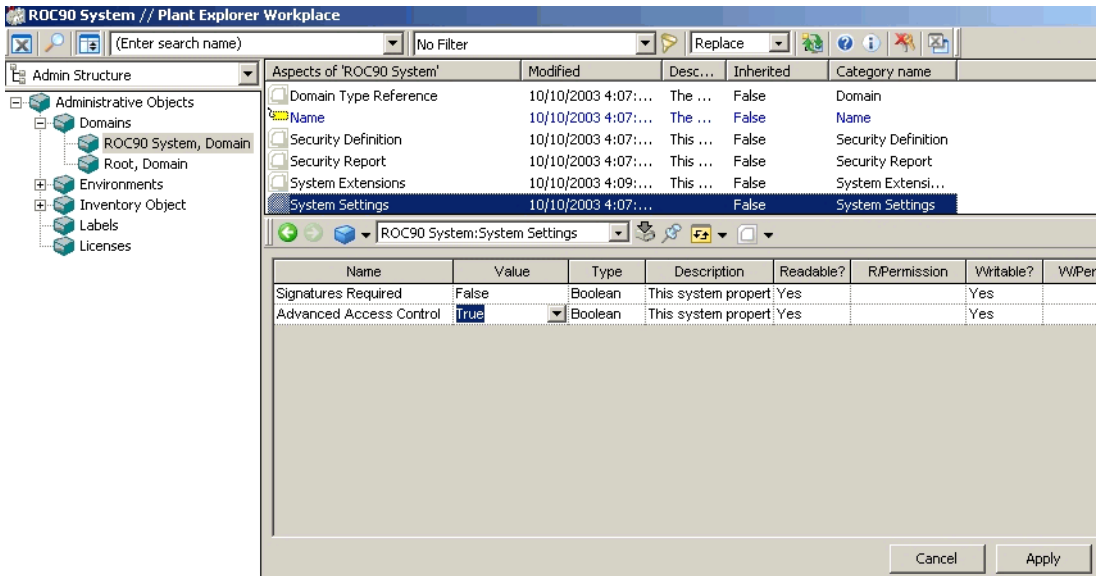 ROC90 System // Plant Explorer Workplace
(Enter search name) No Filter Replace
Admin Structure
Administrative Objects
Domains
ROC90 System, Domain
Root, Domain
Environments
Inventory Object
Labels
Licenses
Aspects of 'ROC90 System' Modified Desc... Inherited Category name
Domain Type Reference 10/10/2003 4:07:... The ... False Domain
Name 10/10/2003 4:07:... The ... False Name
Security Definition 10/10/2003 4:07:... This ... False Security Definition
Security Report 10/10/2003 4:07:... This ... False Security Report
System Extensions 10/10/2003 4:09:... This ... False System Extensi...
System Settings 10/10/2003 4:07:... False System Settings
ROC90 System:System Settings
Name Value Type Description Readable? R/Permission Writable? W/Per
Signatures Required False Boolean This system propert Yes Yes
Advanced Access Control True Boolean This system propert Yes Yes
Cancel Apply